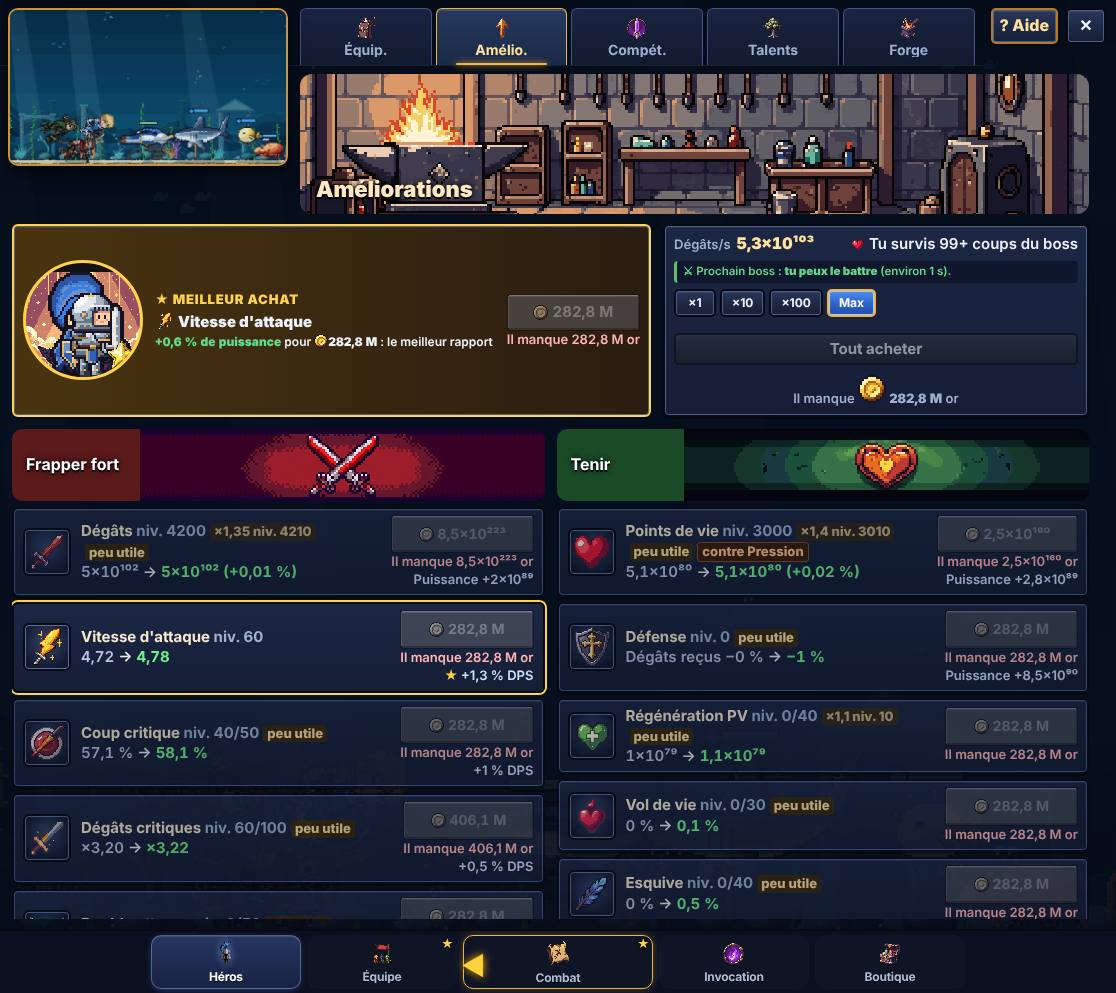 Équip.
Amélio.
Compét.
Talents
Forge
? Aide
×
Améliorations
★ MEILLEUR ACHAT
Vitesse d'attaque
+0,6 % de puissance pour 282,8 M : le meilleur rapport
282,8 M
Il manque 282,8 M or
Dégâts/s 5,3×10¹⁰³
Tu survis 99+ coups du boss
⚔ Prochain boss : tu peux le battre (environ 1 s).
×1
×10
×100
Max
Tout acheter
Il manque 282,8 M or
Frapper fort
Dégâts niv. 4200 ×1,35 niv. 4210
peu utile
5×10¹⁰² → 5×10¹⁰² (+0,01 %)
8,5×10²²³
Il manque 8,5×10²²³ or
Puissance +2×10⁸⁹
Vitesse d'attaque niv. 60
4,72 → 4,78
282,8 M
Il manque 282,8 M or
★ +1,3 % DPS
Coup critique niv. 40/50 peu utile
57,1 % → 58,1 %
282,8 M
Il manque 282,8 M or
+1 % DPS
Dégâts critiques niv. 60/100 peu utile
×3,20 → ×3,22
406,1 M
Il manque 406,1 M or
+0,5 % DPS
282,8 M
Tenir
Points de vie niv. 3000 ×1,4 niv. 3010
peu utile contre Pression
5,1×10⁸⁰ → 5,1×10⁸⁰ (+0,02 %)
2,5×10¹⁶⁰
Il manque 2,5×10¹⁶⁰ or
Puissance +2,8×10⁸⁹
Défense niv. 0 peu utile
Dégâts reçus −0 % → −1 %
282,8 M
Il manque 282,8 M or
Puissance +8,5×10⁹⁰
Régénération PV niv. 0/40 ×1,1 niv. 10
peu utile
1×10⁷⁹ → 1,1×10⁷⁹
282,8 M
Il manque 282,8 M or
Vol de vie niv. 0/30 peu utile
0 % → 0,1 %
282,8 M
Il manque 282,8 M or
Esquive niv. 0/40 peu utile
0 % → 0,5 %
282,8 M
Il manque 282,8 M or
Héros
Équipe
★
Combat
★
Invocation
Boutique